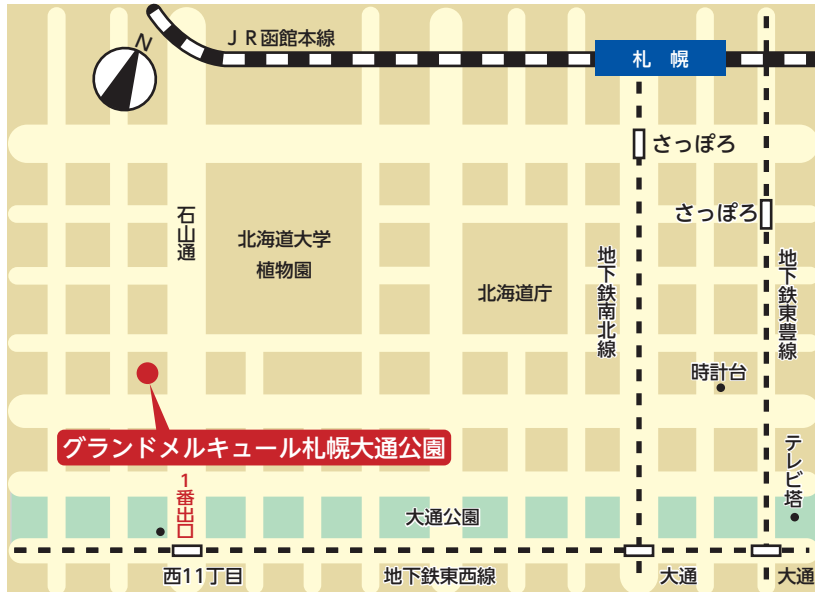 N
ＪＲ函館本線
札　幌
さっぽろ
さっぽろ
石山通
北海道大学
植物園
北海道庁
地下鉄南北線
地下鉄東豊線
時計台
グランドメルキュール札幌大通公園
テレビ塔
1番出口
大通公園
西11丁目
地下鉄東西線
大通
大通